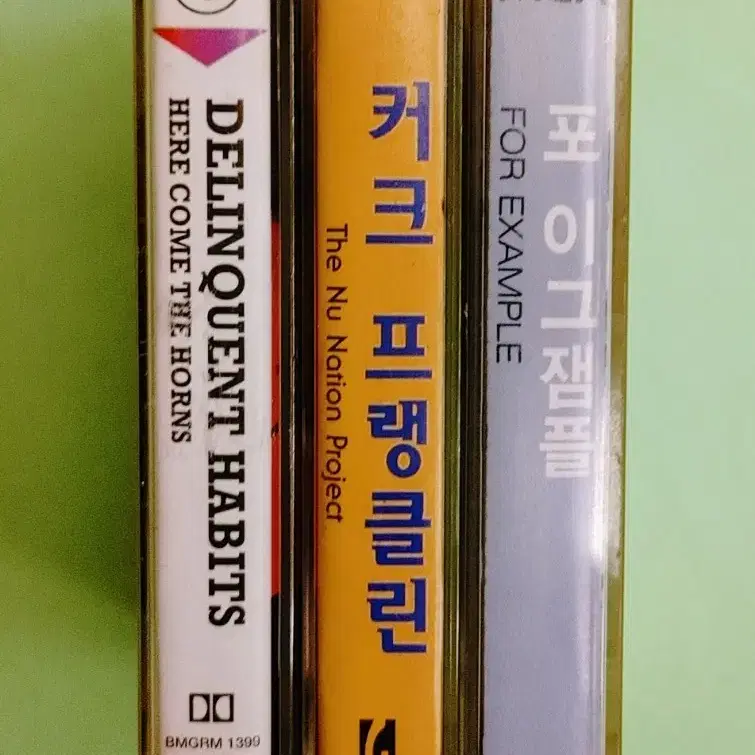 DELINQUENT HABITS
HERE COME THE HORNS
BMGRM 1399
커크 프랭클린
The Nu Nation Project
포 이그잼플
FOR EXAMPLE